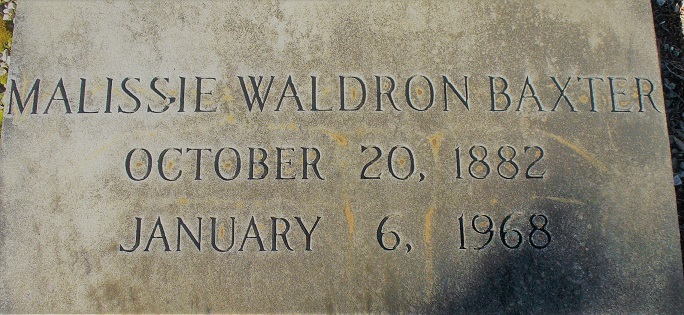 MALISSIE WALDRON BAXTER
OCTOBER 20, 1882
JANUARY 6, 1968